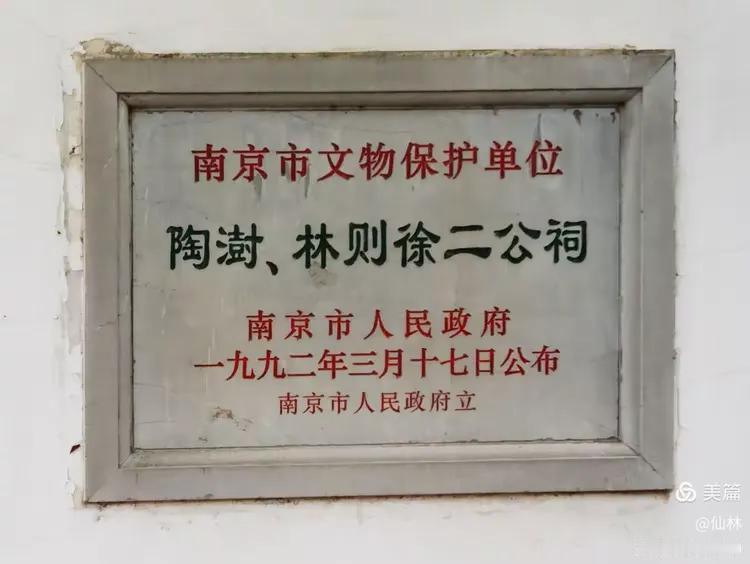 南京市文物保护单位
陶澍、林则徐二公祠
南京市人民政府
一九九二年三月十七日公布
南京市人民政府立
美篇
@仙林